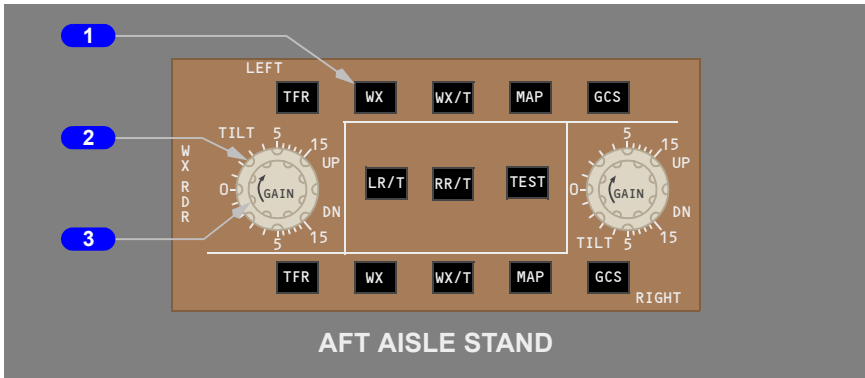 1
LEFT
TFR WX WX/T MAP GCS
2
TILT 5 15 UP
WX RDR
0 GAIN
DN
5 15
3
LR/T RR/T TEST
15 UP
0 GAIN
DN
TILT 5 15
5
TFR WX WX/T MAP GCS
RIGHT
AFT AISLE STAND